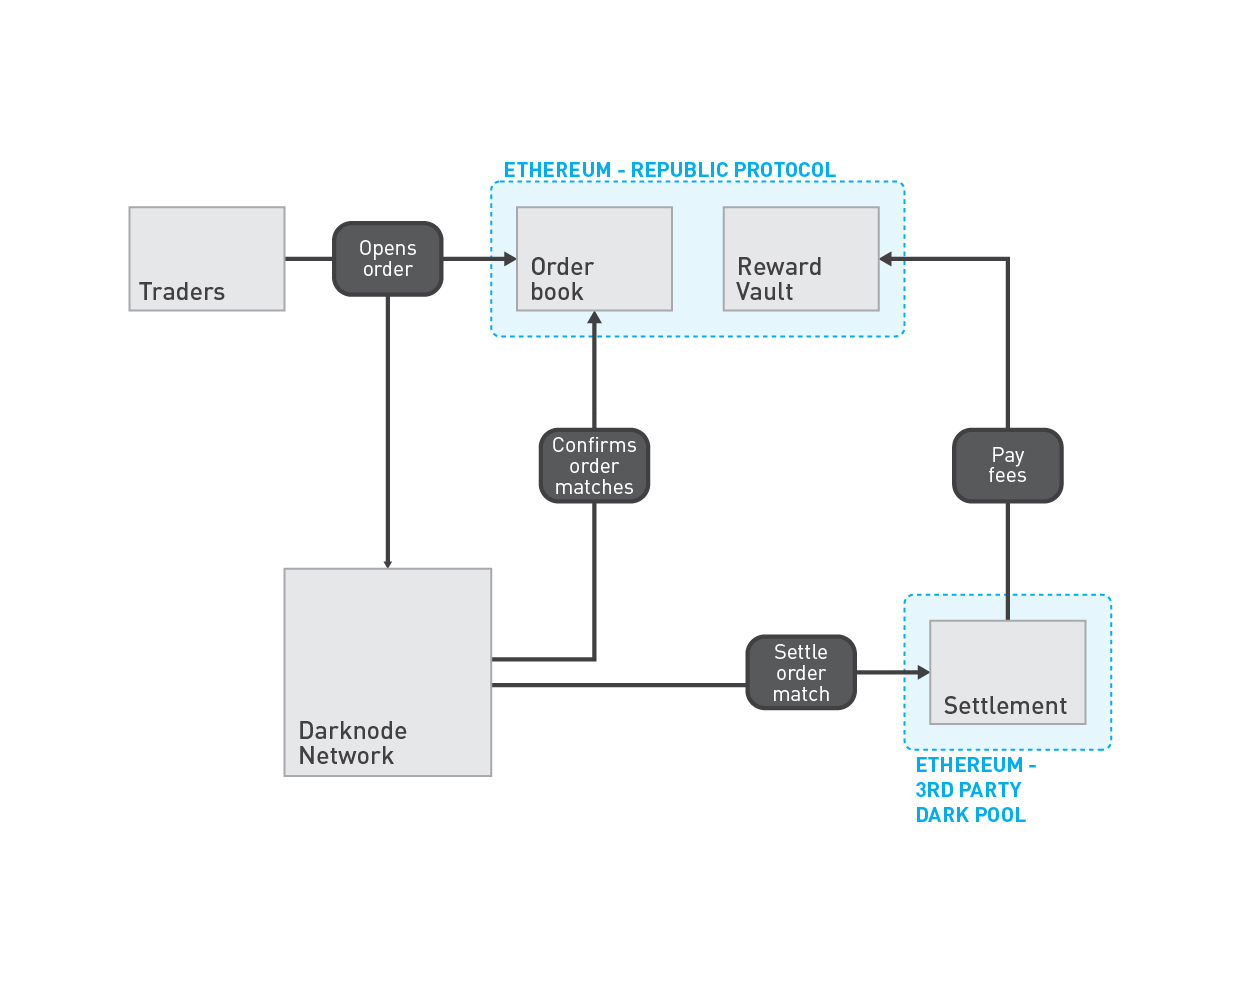 ETHEREUM - REPUBLIC PROTOCOL
Traders
Opens
order
Order
book
Reward
Vault
Confirms
order
matches
Pay
fees
Darknode
Network
Settle
order
match
Settlement
ETHEREUM -
3RD PARTY
DARK POOL